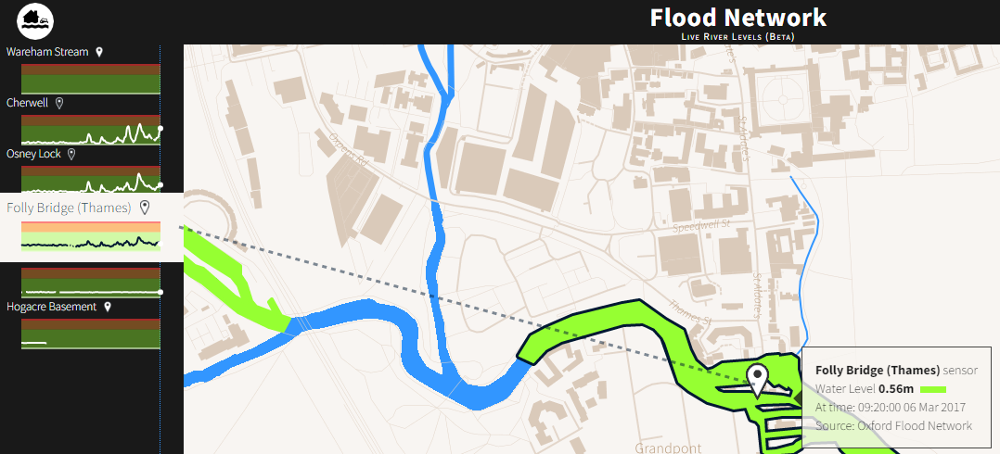 Flood Network
Live River Levels (Beta)
Wareham Stream
Cherwell
Osney Lock
Folly Bridge (Thames)
Hogacre Basement
Oxpens Rd
St Aldate's
Speedwell St
St Aldate's
Thames St
Grandpont
Folly Bridge (Thames) sensor
Water Level 0.56m
At time: 09:20:00 06 Mar 2017
Source: Oxford Flood Network